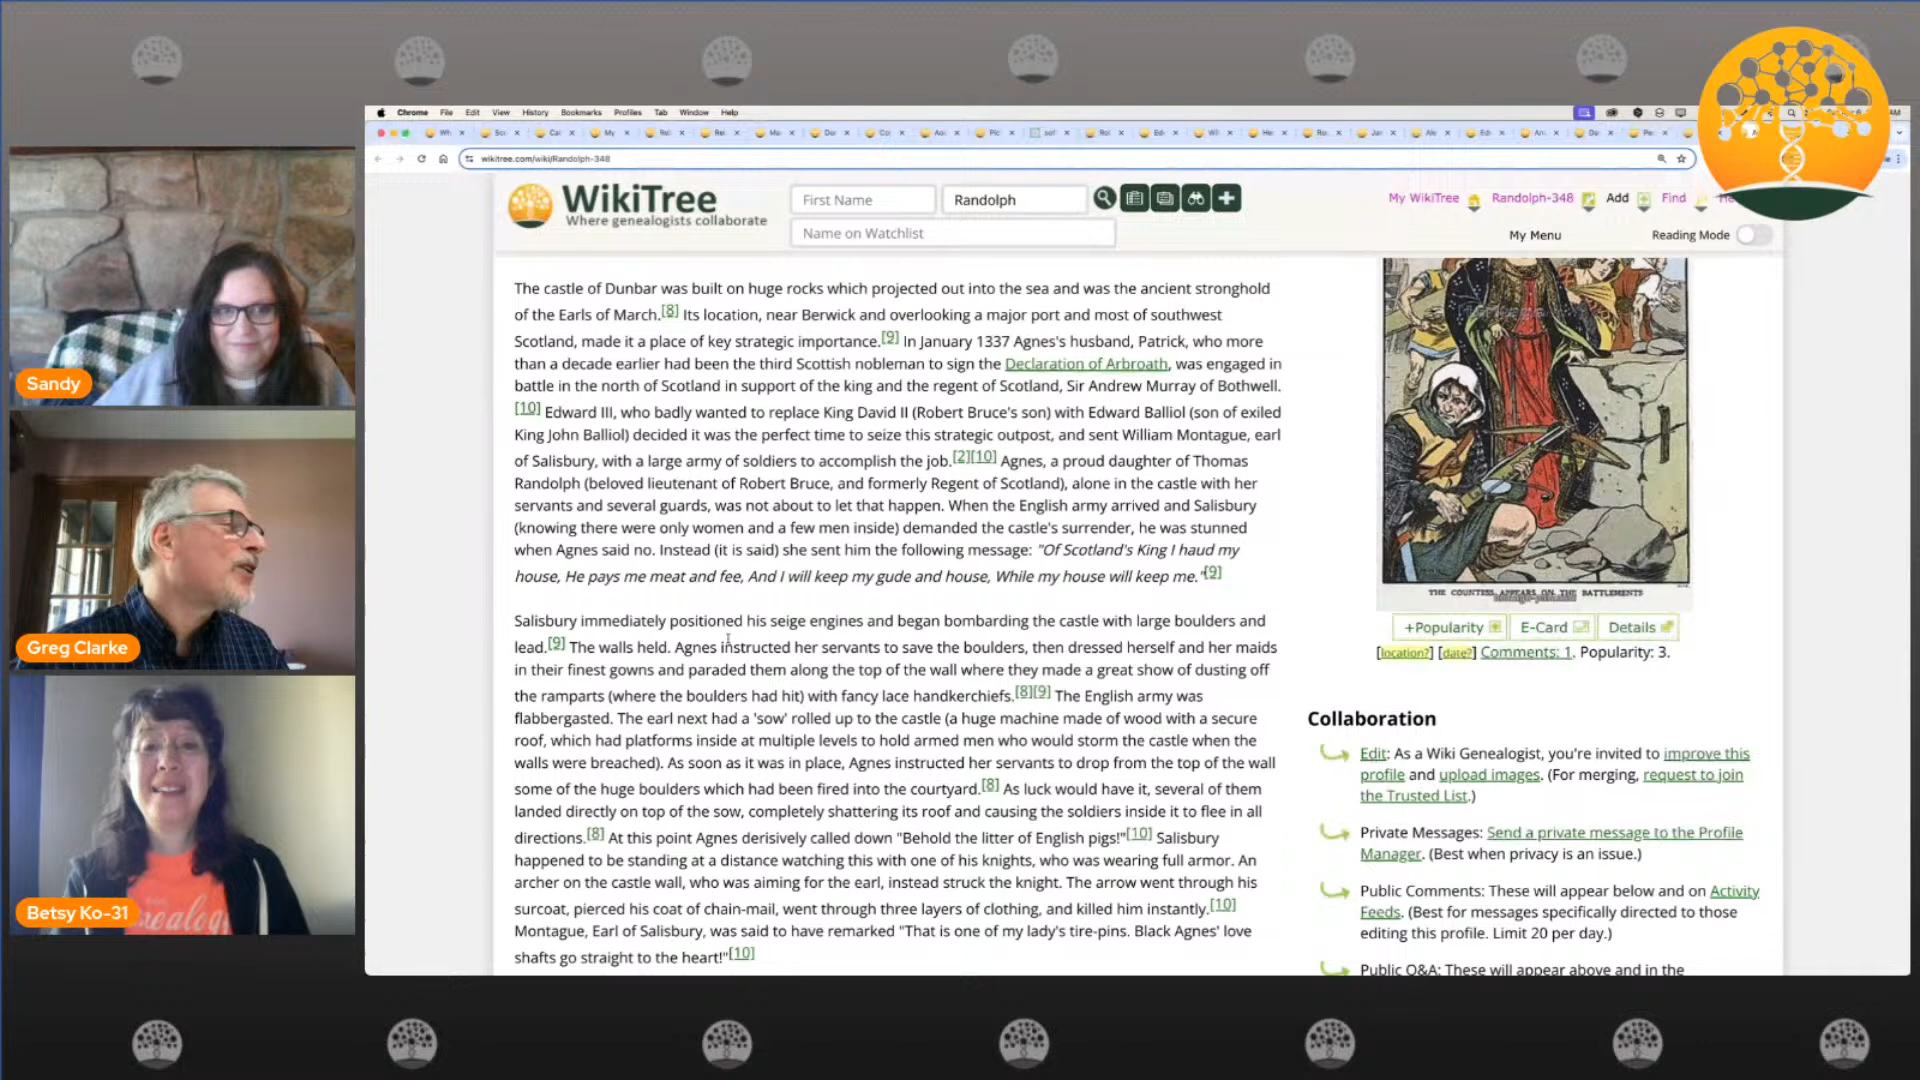 Chrome File Edit View History Bookmarks Profiles Tab Window Help
wikitree.com/wiki/Randolph-348
WikiTree
Where genealogists collaborate
First Name
Randolph
Name on Watchlist
My WikiTree
Randolph-348
Add
Find
My Menu
Reading Mode
The castle of Dunbar was built on huge rocks which projected out into the sea and was the ancient stronghold
of the Earls of March.[8] Its location, near Berwick and overlooking a major port and most of southwest
Scotland, made it a place of key strategic importance.[9] In January 1337 Agnes's husband, Patrick, who more
than a decade earlier had been the third Scottish nobleman to sign the Declaration of Arbroath, was engaged in
battle in the north of Scotland in support of the king and the regent of Scotland, Sir Andrew Murray of Bothwell.
[10] Edward III, who badly wanted to replace King David II (Robert Bruce's son) with Edward Balliol (son of exiled
King John Balliol) decided it was the perfect time to seize this strategic outpost, and sent William Montague, earl
of Salisbury, with a large army of soldiers to accomplish the job.[2][10] Agnes, a proud daughter of Thomas
Randolph (beloved lieutenant of Robert Bruce, and formerly Regent of Scotland), alone in the castle with her
servants and several guards, was not about to let that happen. When the English army arrived and Salisbury
(knowing there were only women and a few men inside) demanded the castle's surrender, he was stunned
when Agnes said no. Instead (it is said) she sent him the following message: "Of Scotland's King I haud my
house, He pays me meat and fee, And I will keep my gude and house, While my house will keep me."[9]
Salisbury immediately positioned his seige engines and began bombarding the castle with large boulders and
lead.[9] The walls held. Agnes instructed her servants to save the boulders, then dressed herself and her maids
in their finest gowns and paraded them along the top of the wall where they made a great show of dusting off
the ramparts (where the boulders had hit) with fancy lace handkerchiefs.[8][9] The English army was
flabbergasted. The earl next had a 'sow' rolled up to the castle (a huge machine made of wood with a secure
roof, which had platforms inside at multiple levels to hold armed men who would storm the castle when the
walls were breached). As soon as it was in place, Agnes instructed her servants to drop from the top of the wall
some of the huge boulders which had been fired into the courtyard.[8] As luck would have it, several of them
landed directly on top of the sow, completely shattering its roof and causing the soldiers inside it to flee in all
directions.[8] At this point Agnes derisively called down "Behold the litter of English pigs!"[10] Salisbury
happened to be standing at a distance watching this with one of his knights, who was wearing full armor. An
archer on the castle wall, who was aiming for the earl, instead struck the knight. The arrow went through his
surcoat, pierced his coat of chain-mail, went through three layers of clothing, and killed him instantly.[10]
Montague, Earl of Salisbury, was said to have remarked "That is one of my lady's tire-pins. Black Agnes' love
shafts go straight to the heart!"[10]
THE COUNTESS APPEARS ON THE BATTLEMENTS
+Popularity
E-Card
Details
[location?] [date?] Comments: 1. Popularity: 3.
Collaboration
Edit: As a Wiki Genealogist, you're invited to improve this
profile and upload images. (For merging, request to join
the Trusted List.)
Private Messages: Send a private message to the Profile
Manager. (Best when privacy is an issue.)
Public Comments: These will appear below and on Activity
Feeds. (Best for messages specifically directed to those
editing this profile. Limit 20 per day.)
Public Q&A: These will appear above and in the
Sandy
Greg Clarke
Betsy Ko-31